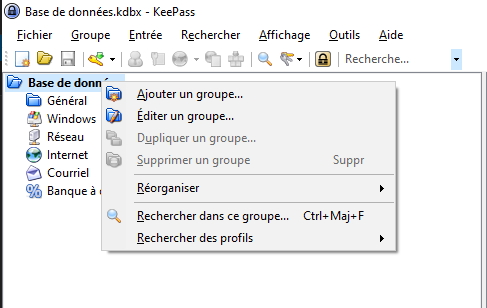 Base de données.kdbx - KeePass
Fichier Groupe Entrée Rechercher Affichage Outils Aide
Recherche...
Base de donné
Général
Windows
Réseau
Internet
Courriel
Banque à
Ajouter un groupe...
Éditer un groupe...
Dupliquer un groupe...
Supprimer un groupe Suppr
Réorganiser
Rechercher dans ce groupe... Ctrl+Maj+F
Rechercher des profils